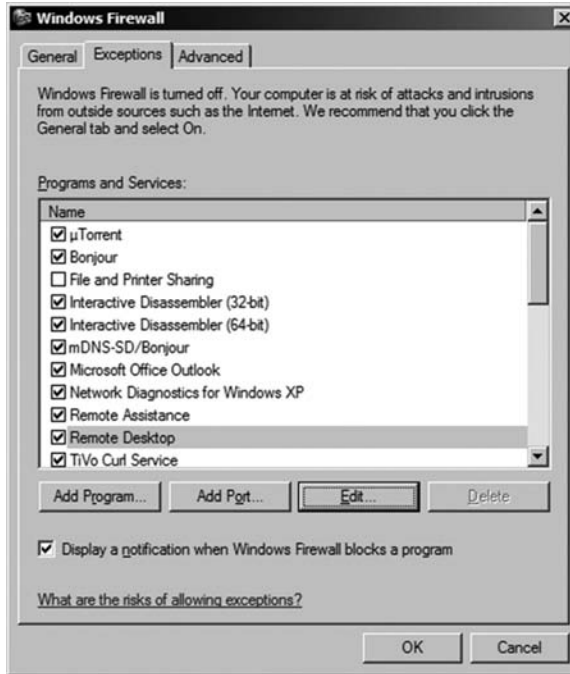 Windows Firewall
General Exceptions Advanced
Windows Firewall is turned off. Your computer is at risk of attacks and intrusions
from outside sources such as the Internet. We recommend that you click the
General tab and select On.
Programs and Services:
Name
µTorrent
Bonjour
File and Printer Sharing
Interactive Disassembler (32-bit)
Interactive Disassembler (64-bit)
mDNS-SD/Bonjour
Microsoft Office Outlook
Network Diagnostics for Windows XP
Remote Assistance
Remote Desktop
TiVo Curl Service
Add Program... Add Port... Edit... Delete
Display a notification when Windows Firewall blocks a program
What are the risks of allowing exceptions?
OK Cancel